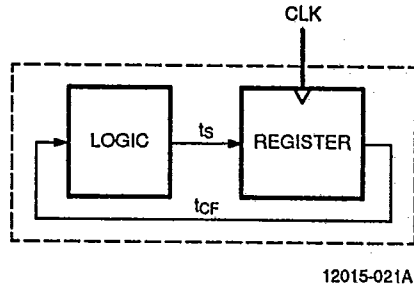 CLK
LOGIC
tS
REGISTER
tCF
12015-021A